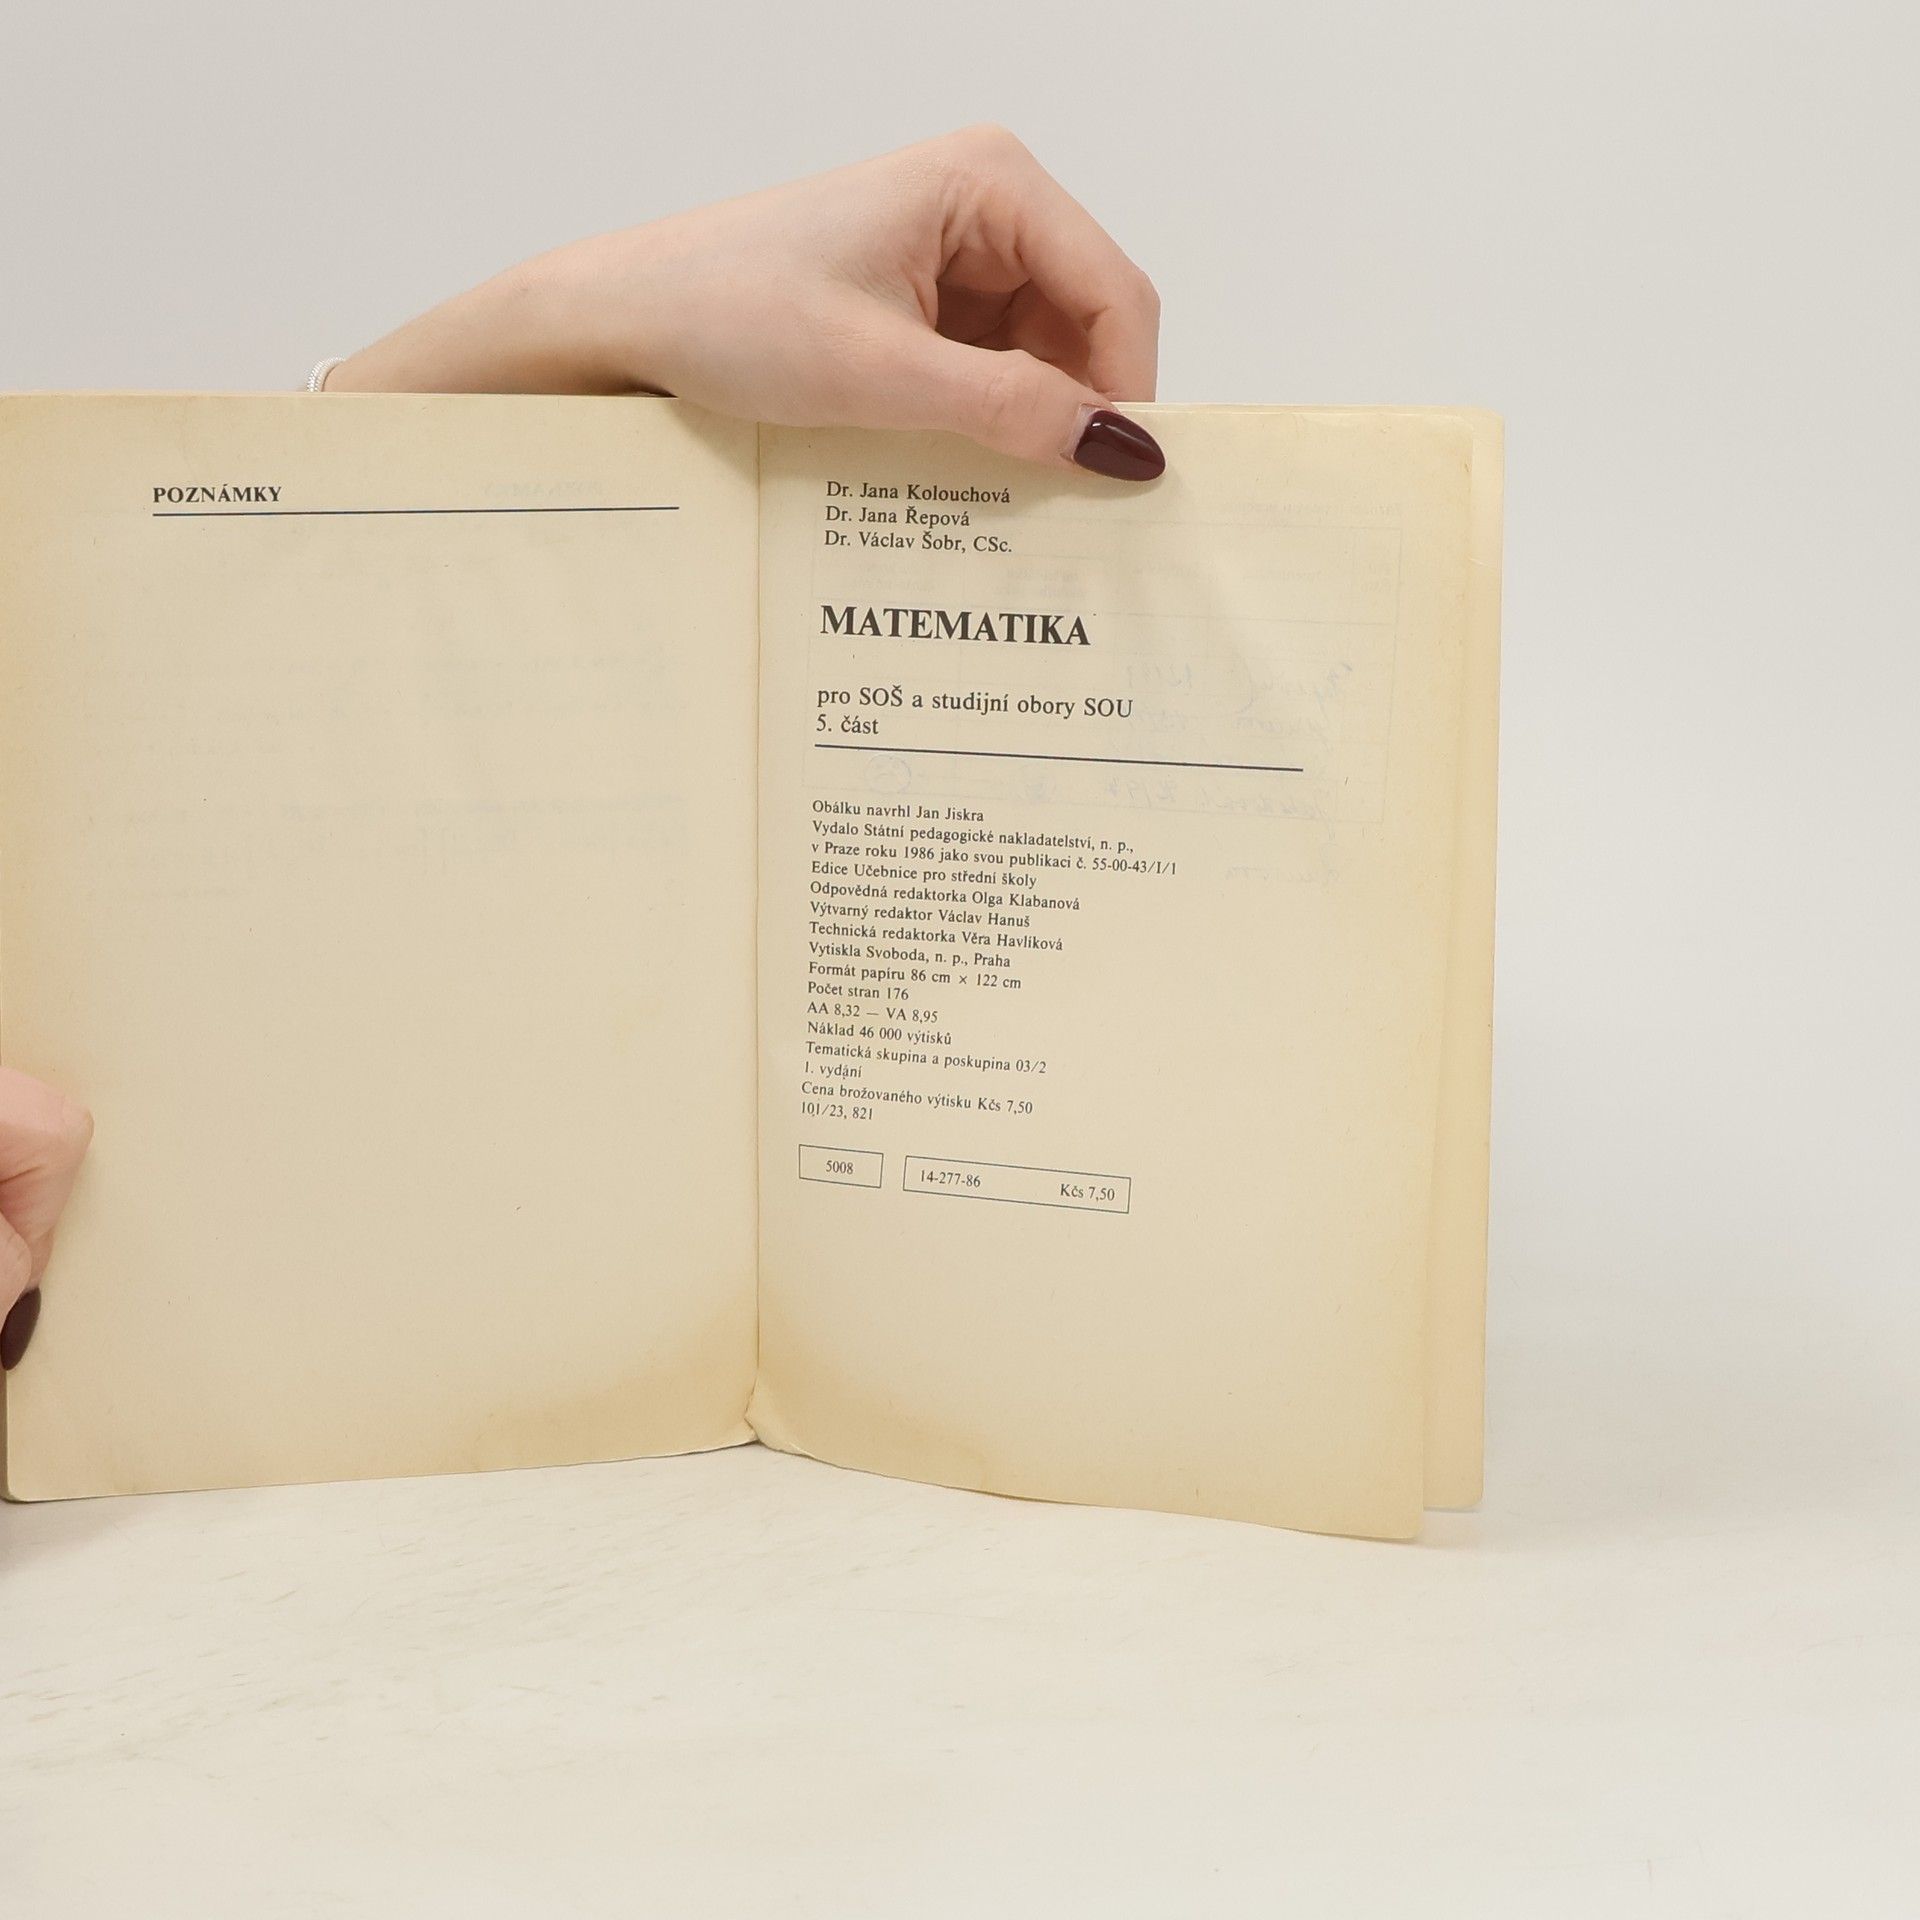 POZNÁMKY
Dr. Jana Kolouchová
Dr. Jana Řepová
Dr. Václav Šobr, CSc.
MATEMATIKA
pro SOŠ a studijní obory SOU
5. část
Obálku navrhl Jan Jiskra
Vydalo Státní pedagogické nakladatelství, n. p.,
v Praze roku 1986 jako svou publikaci č. 55-00-43/I/1
Edice Učebnice pro střední školy
Odpovědná redaktorka Olga Klabanová
Výtvarný redaktor Václav Hanuš
Technická redaktorka Věra Havlíková
Vytiskla Svoboda, n. p., Praha
Formát papíru 86 cm × 122 cm
Počet stran 176
AA 8,32 — VA 8,95
Náklad 46 000 výtisků
Tematická skupina a poskupina 03/2
1. vydání
Cena brožovaného výtisku Kčs 7,50
101/23, 821
5008
14-277-86 Kčs 7,50